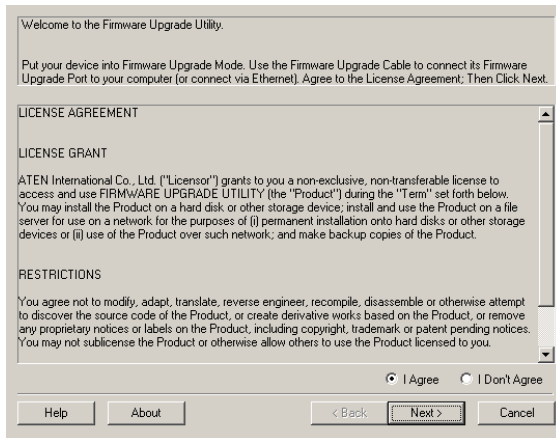 Welcome to the Firmware Upgrade Utility.
Put your device into Firmware Upgrade Mode. Use the Firmware Upgrade Cable to connect its Firmware
Upgrade Port to your computer (or connect via Ethernet). Agree to the License Agreement; Then Click Next.
LICENSE AGREEMENT
LICENSE GRANT
ATEN International Co., Ltd. ("Licensor") grants to you a non-exclusive, non-transferable license to
access and use FIRMWARE UPGRADE UTILITY (the "Product") during the "Term" set forth below.
You may install the Product on a hard disk or other storage device; install and use the Product on a file
server for use on a network for the purposes of (i) permanent installation onto hard disks or other storage
devices or (ii) use of the Product over such network; and make backup copies of the Product.
RESTRICTIONS
You agree not to modify, adapt, translate, reverse engineer, recompile, disassemble or otherwise attempt
to discover the source code of the Product, or create derivative works based on the Product, or remove
any proprietary notices or labels on the Product, including copyright, trademark or patent pending notices.
You may not sublicense the Product or otherwise allow others to use the Product licensed to you.
I Agree I Don't Agree
Help About < Back Next > Cancel